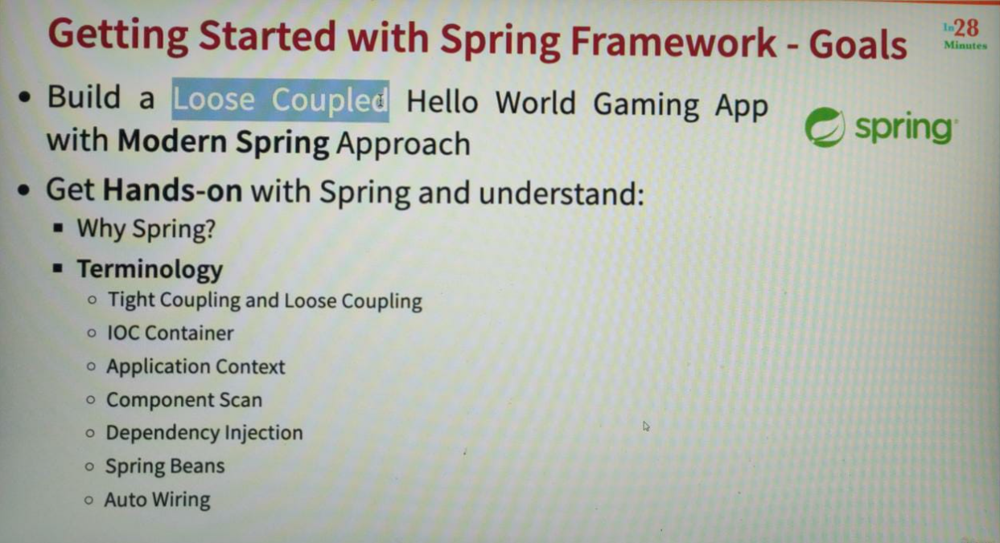 Getting Started with Spring Framework - Goals
In28
Minutes
• Build a Loose Coupled Hello World Gaming App
with Modern Spring Approach
spring
• Get Hands-on with Spring and understand:
▪ Why Spring?
▪ Terminology
○ Tight Coupling and Loose Coupling
○ IOC Container
○ Application Context
○ Component Scan
○ Dependency Injection
○ Spring Beans
○ Auto Wiring